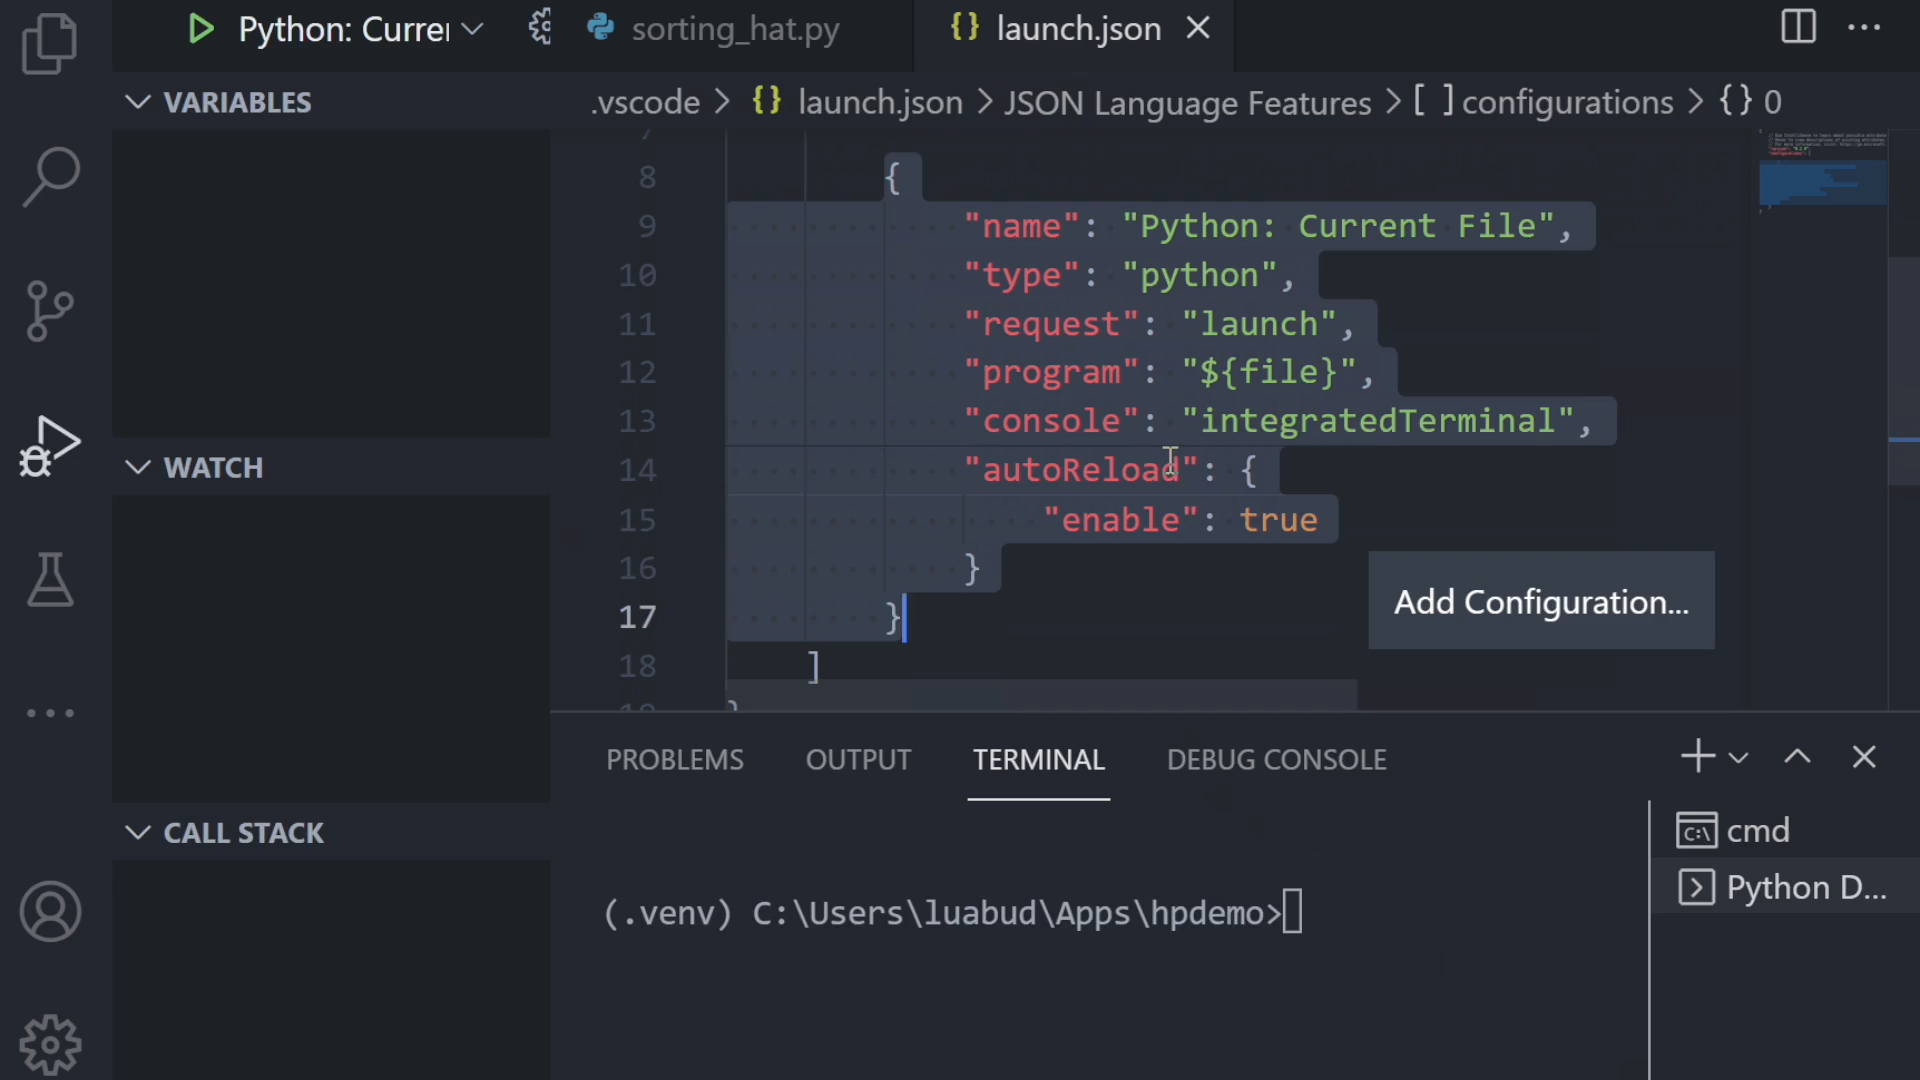 Python: Currer
sorting_hat.py
{} launch.json
VARIABLES
.vscode > {} launch.json > JSON Language Features > [ ] configurations > {} 0
8 {
9 "name": "Python: Current File",
10 "type": "python",
11 "request": "launch",
12 "program": "${file}",
13 "console": "integratedTerminal",
14 "autoReload": {
15 "enable": true
16 }
17 }
18 ]
Add Configuration...
WATCH
CALL STACK
PROBLEMS OUTPUT TERMINAL DEBUG CONSOLE
cmd
Python D...
(.venv) C:\Users\luabud\Apps\hpdemo>